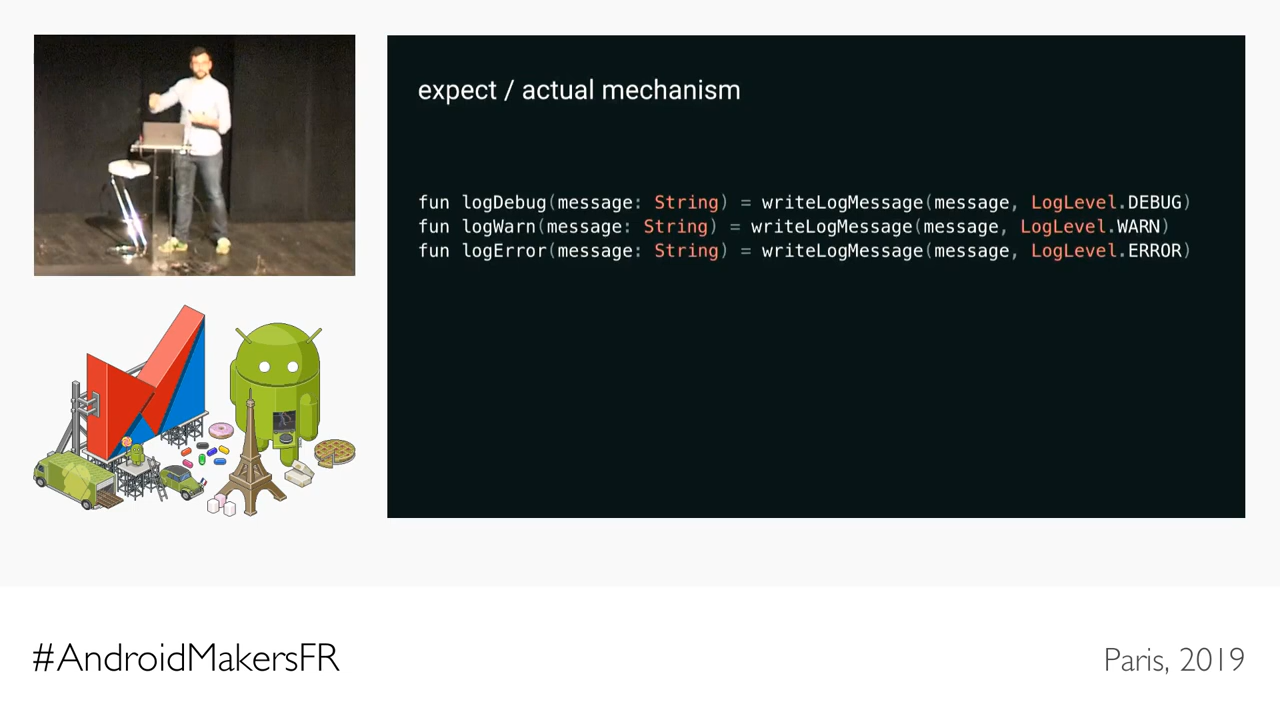 expect / actual mechanism
fun logDebug(message: String) = writeLogMessage(message, LogLevel.DEBUG)
fun logWarn(message: String) = writeLogMessage(message, LogLevel.WARN)
fun logError(message: String) = writeLogMessage(message, LogLevel.ERROR)
#AndroidMakersFR
Paris, 2019